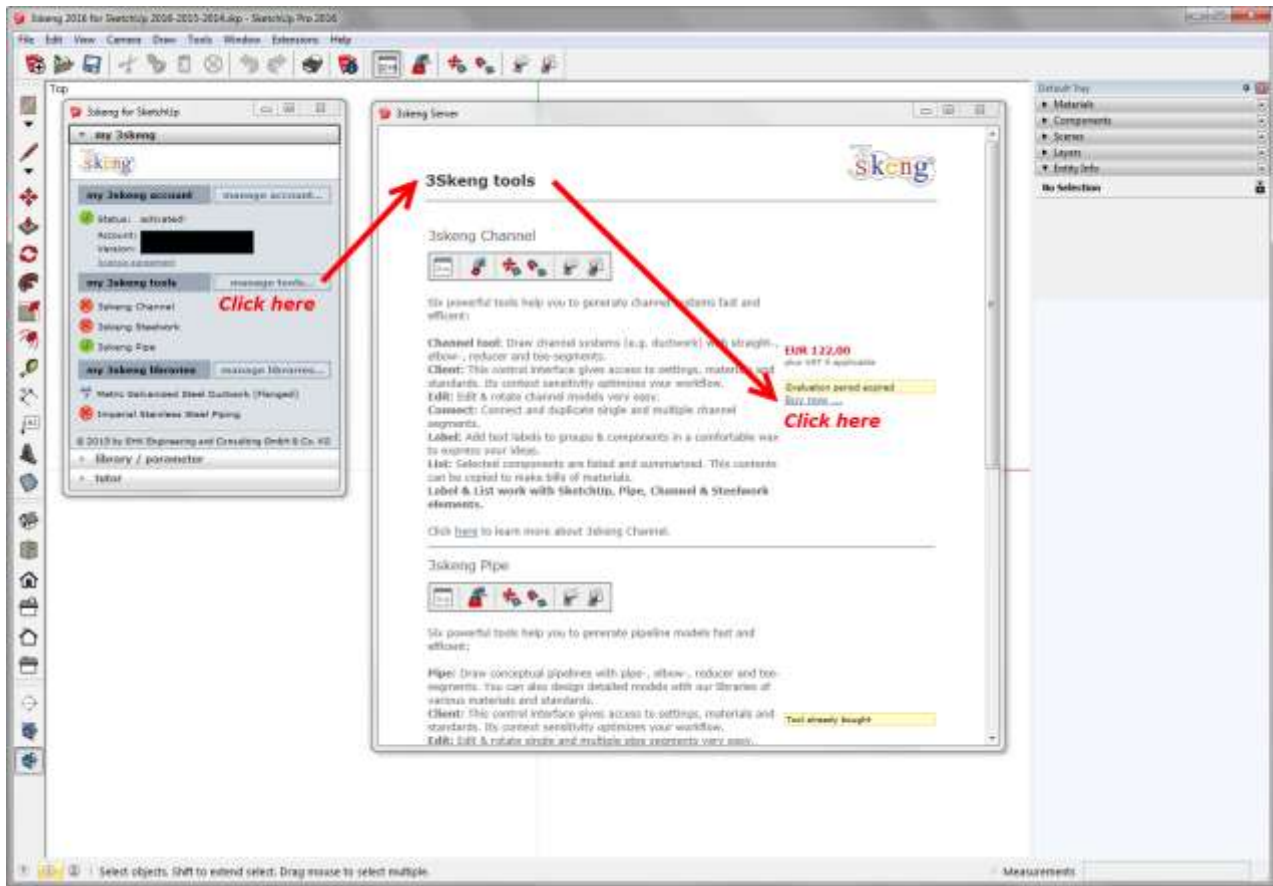 3skeng 2016 for SketchUp 2016-2015-2014.skp - SketchUp Pro 2016
File Edit View Camera Draw Tools Window Extensions Help
Top
Default Tray
Materials
Components
Scenes
Layers
Entity Info
No Selection
3skeng for SketchUp
my 3skeng
skeng
my 3skeng account manage account...
Status: activated!
Account:
Version:
license agreement
my 3skeng tools manage tools...
Click here
3skeng Channel
3skeng Steelwork
3skeng Pipe
my 3skeng libraries manage libraries...
Metric Galvanized Steel Ductwork (Flanged)
Imperial Stainless Steel Piping
by SHK Engineering and Consulting GmbH & Co. KG
library / parameter
tutor
3skeng Server
skeng
3Skeng tools
3skeng Channel
Six powerful tools help you to generate channel systems fast and
efficent:
Channel tool: Draw channel systems (e.g. ductwork) with straight-,
elbow-, reducer and tee-segments.
Client: This control interface gives access to settings, materials and
standards. Its context sensitivity optimizes your workflow.
Edit: Edit & rotate channel models very easy.
Connect: Connect and duplicate single and multiple channel
segments.
Label: Add text labels to groups & components in a comfortable way
to express your ideas.
List: Selected components are listed and summarized. This contents
can be copied to make bills of materials.
Label & List work with SketchUp, Pipe, Channel & Steelwork
elements.
EUR 122,00
plus VAT if applicable
Evaluation period expired
Buy now ...
Click here
Click here to learn more about 3skeng Channel.
3skeng Pipe
Six powerful tools help you to generate pipeline models fast and
efficent:
Pipe: Draw conceptual pipelines with pipe-, elbow-, reducer and tee-
segments. You can also design detailed models with our libraries of
various materials and standards.
Client: This control interface gives access to settings, materials and
standards. Its context sensitivity optimizes your workflow.
Edit: Edit & rotate single and multiple pipe segments very easy.
Tool already bought
Select objects. Shift to extend select. Drag mouse to select multiple.
Measurements